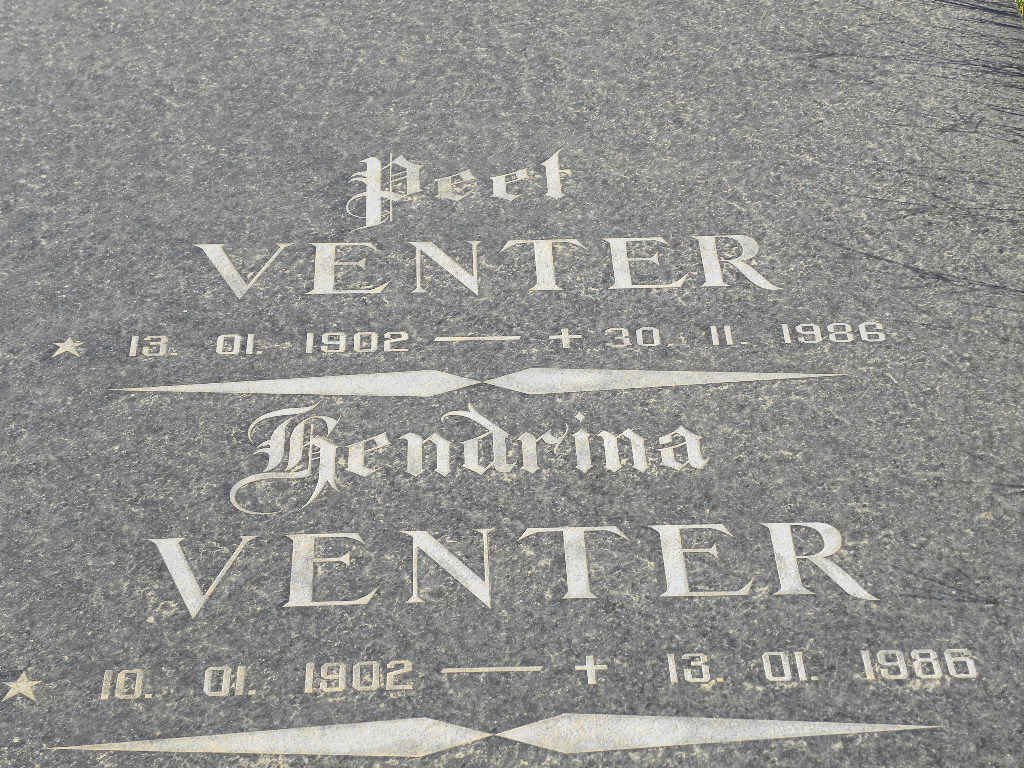 Peet
VENTER
★ 13. 01. 1902 — + 30. 11. 1986
Hendrina
VENTER
★ 10. 01. 1902 — + 13. 01. 1986